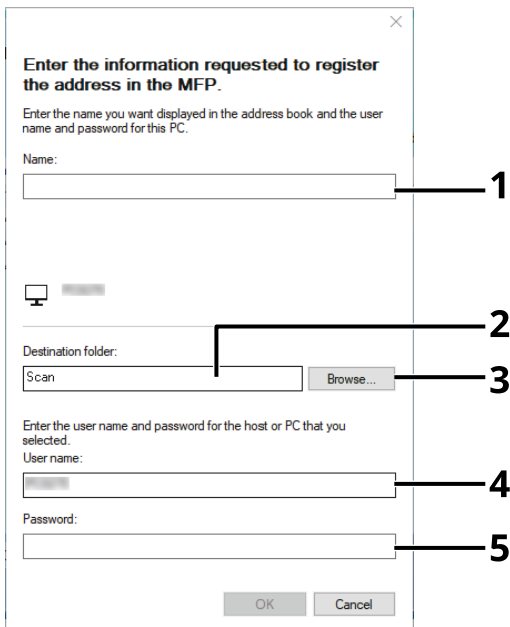 Enter the information requested to register
the address in the MFP.
Enter the name you want displayed in the address book and the user
name and password for this PC.
Name:
1
2
Destination folder:
Scan
Browse...
3
Enter the user name and password for the host or PC that you
selected.
User name:
4
Password:
5
OK
Cancel